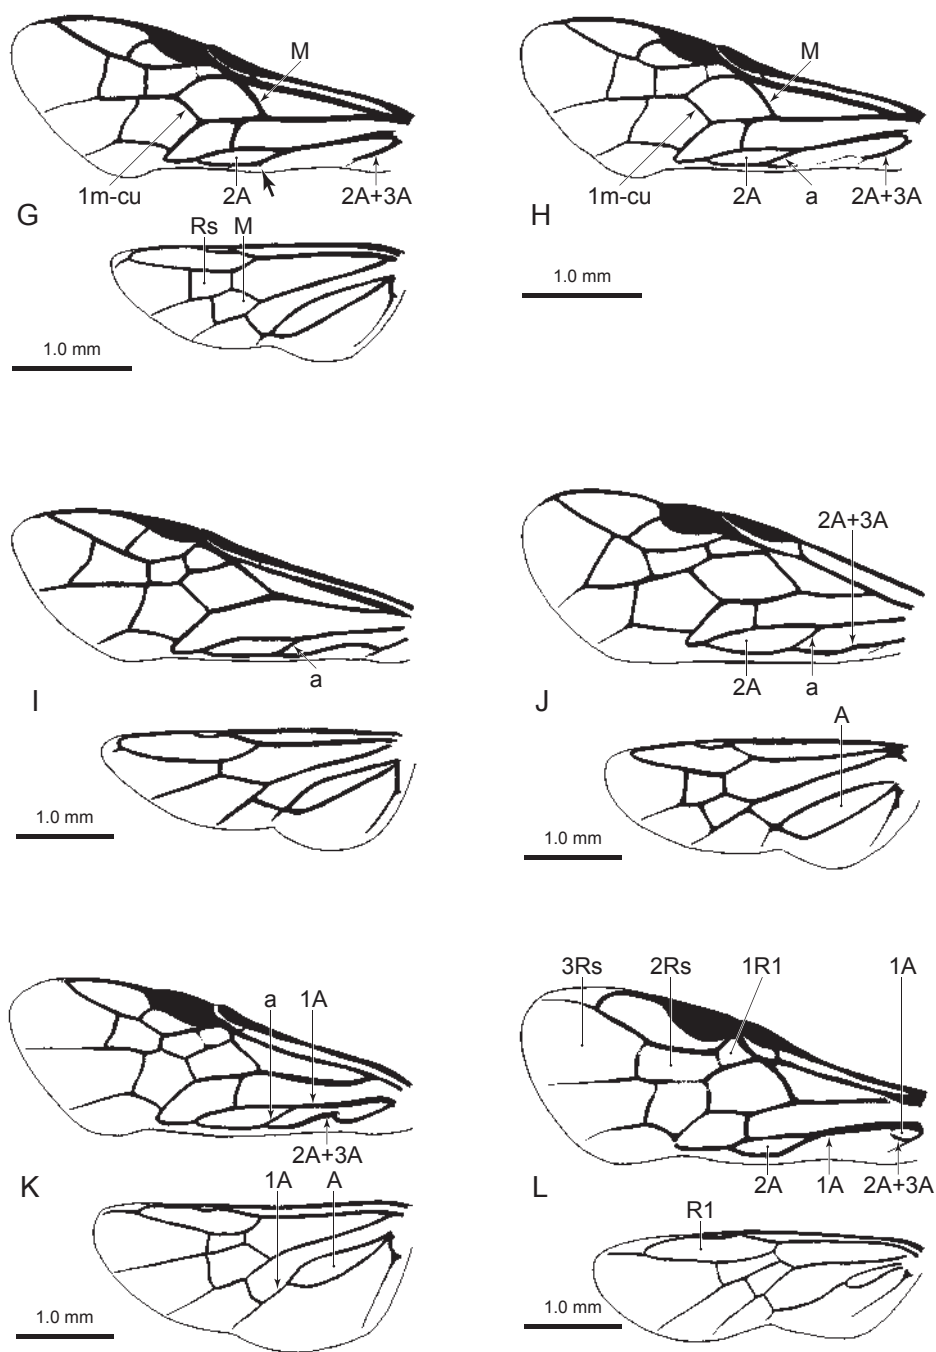 M
1m-cu 2A 2A+3A
G
Rs M
1.0 mm
M
1m-cu 2A a 2A+3A
H
1.0 mm
a
I
1.0 mm
2A+3A
2A a
J
A
1.0 mm
a 1A
2A+3A
K
1A A
1.0 mm
3Rs 2Rs 1R1 1A
2A 1A 2A+3A
L
R1
1.0 mm